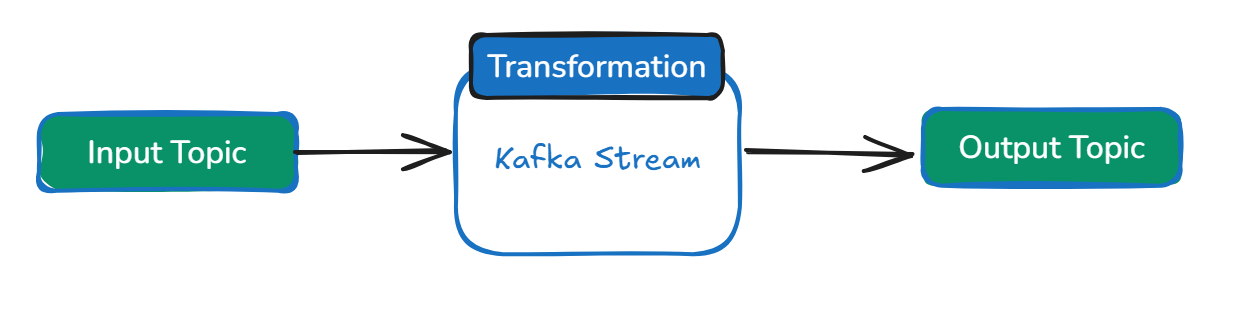 Transformation
Input Topic
Kafka Stream
Output Topic